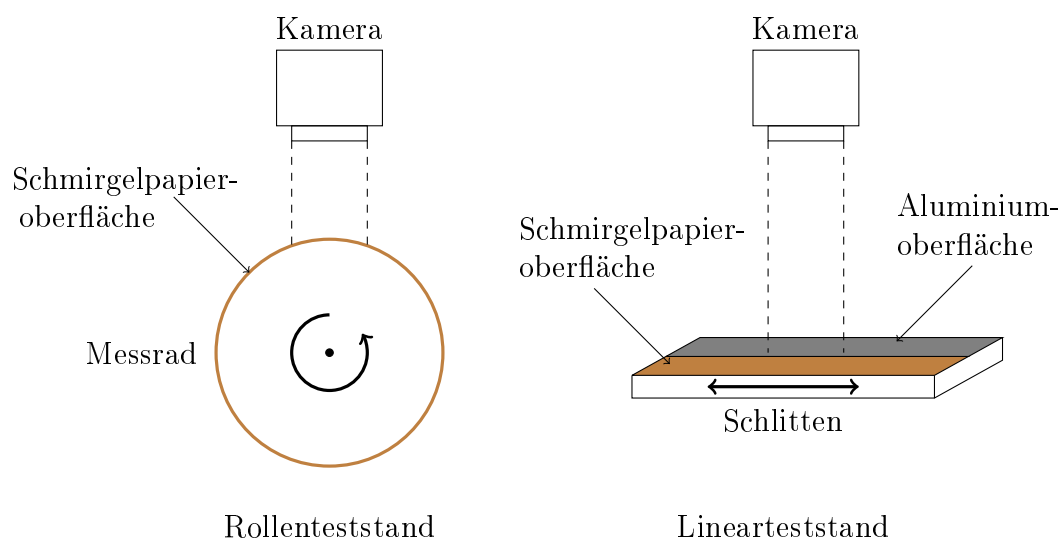 Kamera
Schmirgelpapier-
oberfläche
Messrad
Rollenteststand
Kamera
Schmirgelpapier-
oberfläche
Aluminium-
oberfläche
Schlitten
Linearteststand